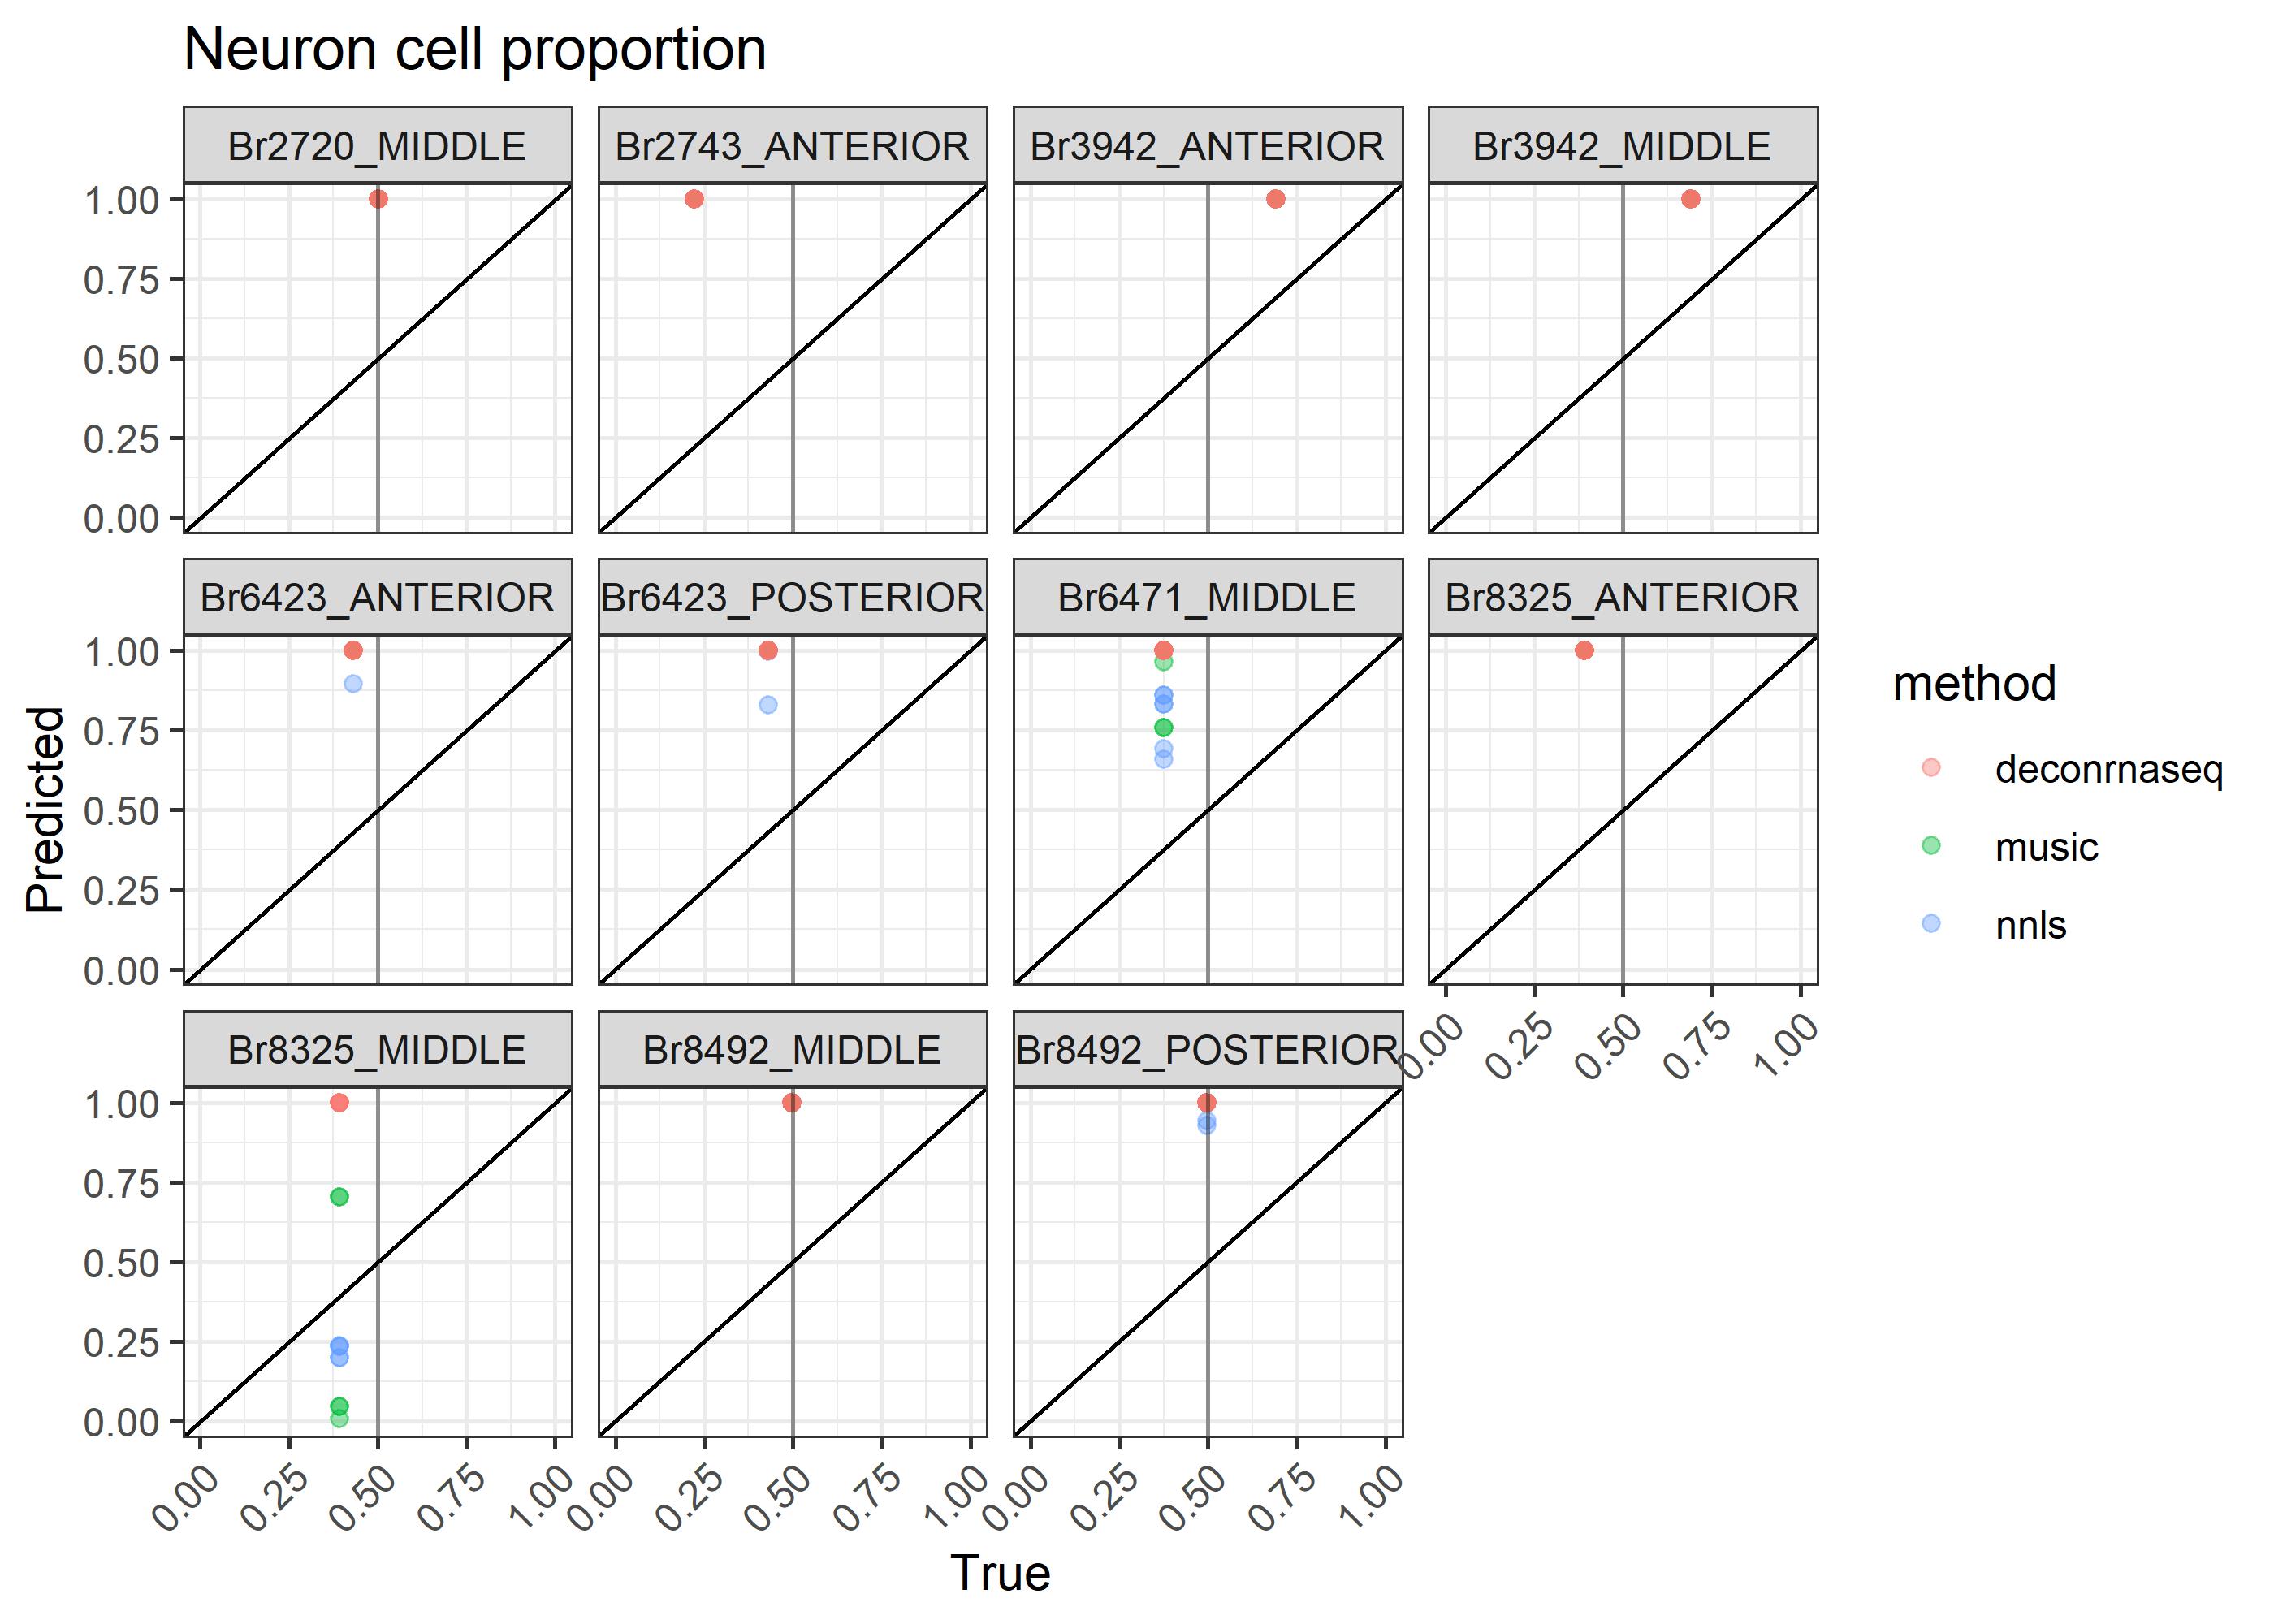 Neuron cell proportion
Br2720_MIDDLE Br2743_ANTERIOR Br3942_ANTERIOR Br3942_MIDDLE
1.00
0.75
0.50
0.25
0.00
Br6423_ANTERIOR Br6423_POSTERIOR Br6471_MIDDLE Br8325_ANTERIOR
1.00
0.75
0.50
0.25
0.00
Predicted
method
deconrnaseq
music
nnls
0.00 0.25 0.50 0.75 1.00
Br8325_MIDDLE Br8492_MIDDLE Br8492_POSTERIOR
1.00
0.75
0.50
0.25
0.00
0.00 0.25 0.50 0.75 1.00 0.00 0.25 0.50 0.75 1.00 0.00 0.25 0.50 0.75 1.00
True